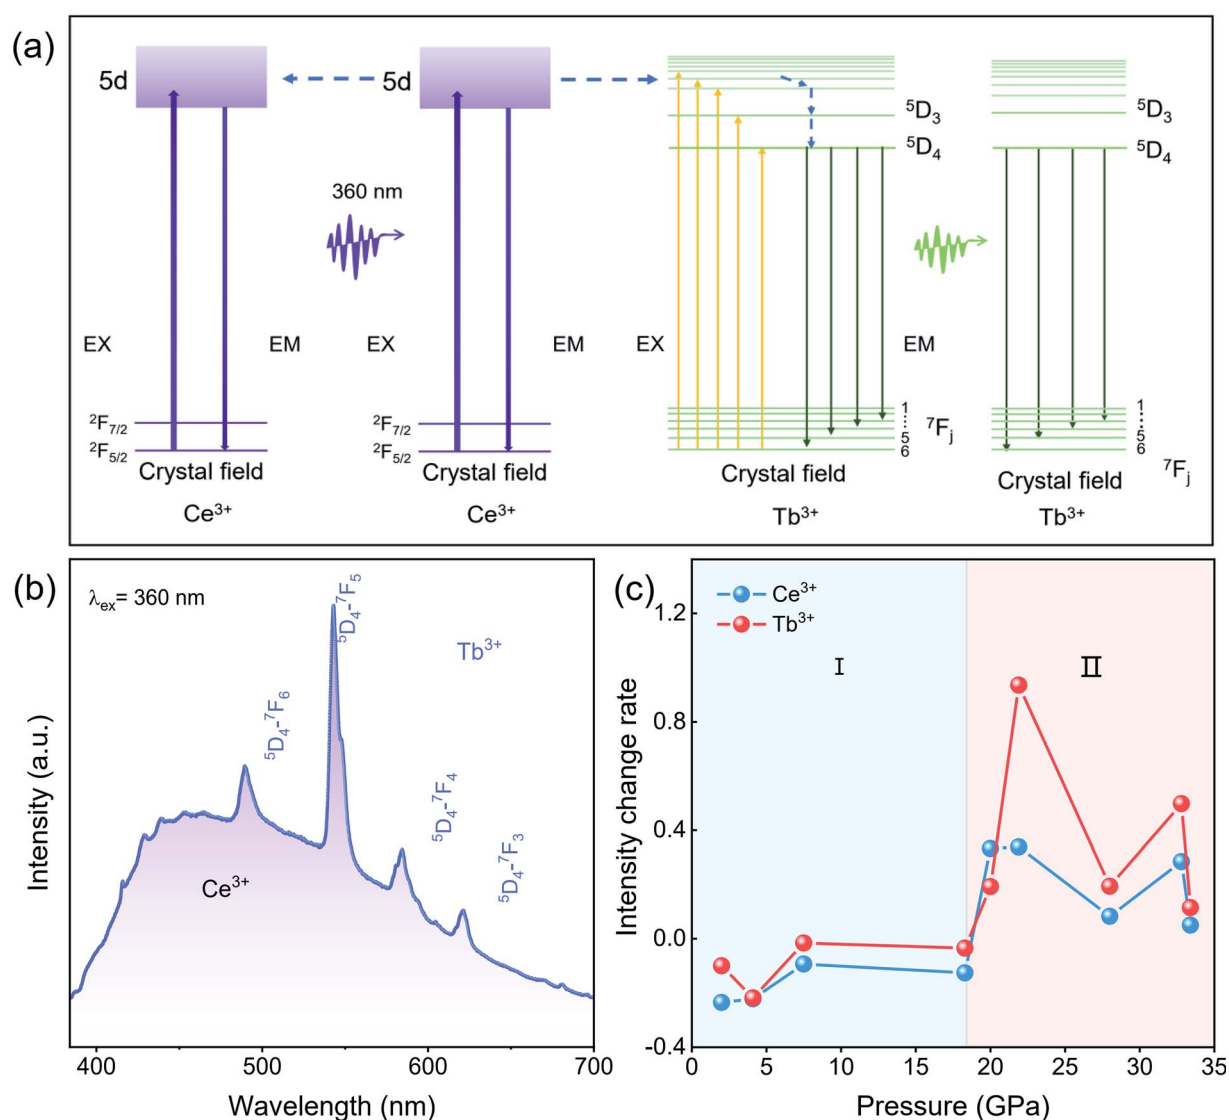 (a)
5d
5d
⁵D₃
⁵D₃
⁵D₄
⁵D₄
360 nm
EX
EM
EX
EM
EX
EM
²F₇/₂
²F₅/₂
²F₇/₂
²F₅/₂
1
5
6
⁷Fⱼ
1
5
6
⁷Fⱼ
Crystal field
Crystal field
Crystal field
Crystal field
Ce³⁺
Ce³⁺
Tb³⁺
Tb³⁺
(b)
λex= 360 nm
⁵D₄-⁷F₆
⁵D₄-⁷F₅
⁵D₄-⁷F₄
⁵D₄-⁷F₃
Tb³⁺
Ce³⁺
Intensity (a.u.)
400
500
600
700
Wavelength (nm)
(c)
Ce³⁺
Tb³⁺
I
II
Intensity change rate
1.2
0.8
0.4
0.0
-0.4
0
5
10
15
20
25
30
35
Pressure (GPa)